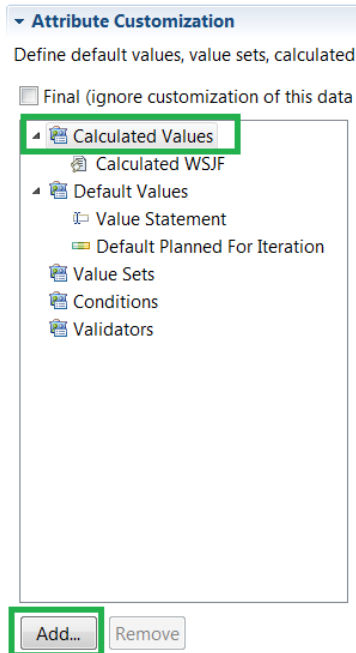 Attribute Customization
Define default values, value sets, calculated
Final (ignore customization of this data
Calculated Values
Calculated WSJF
Default Values
Value Statement
Default Planned For Iteration
Value Sets
Conditions
Validators
Add... Remove